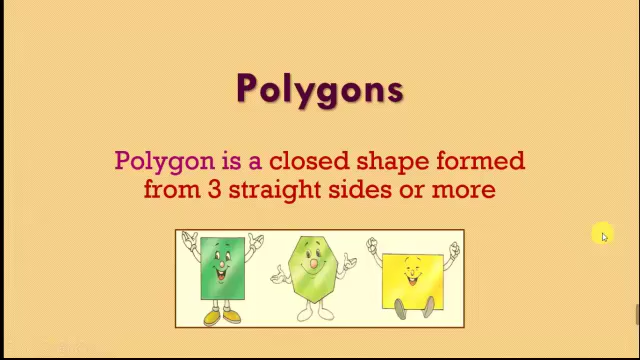 Polygons
Polygon is a closed shape formed
from 3 straight sides or more